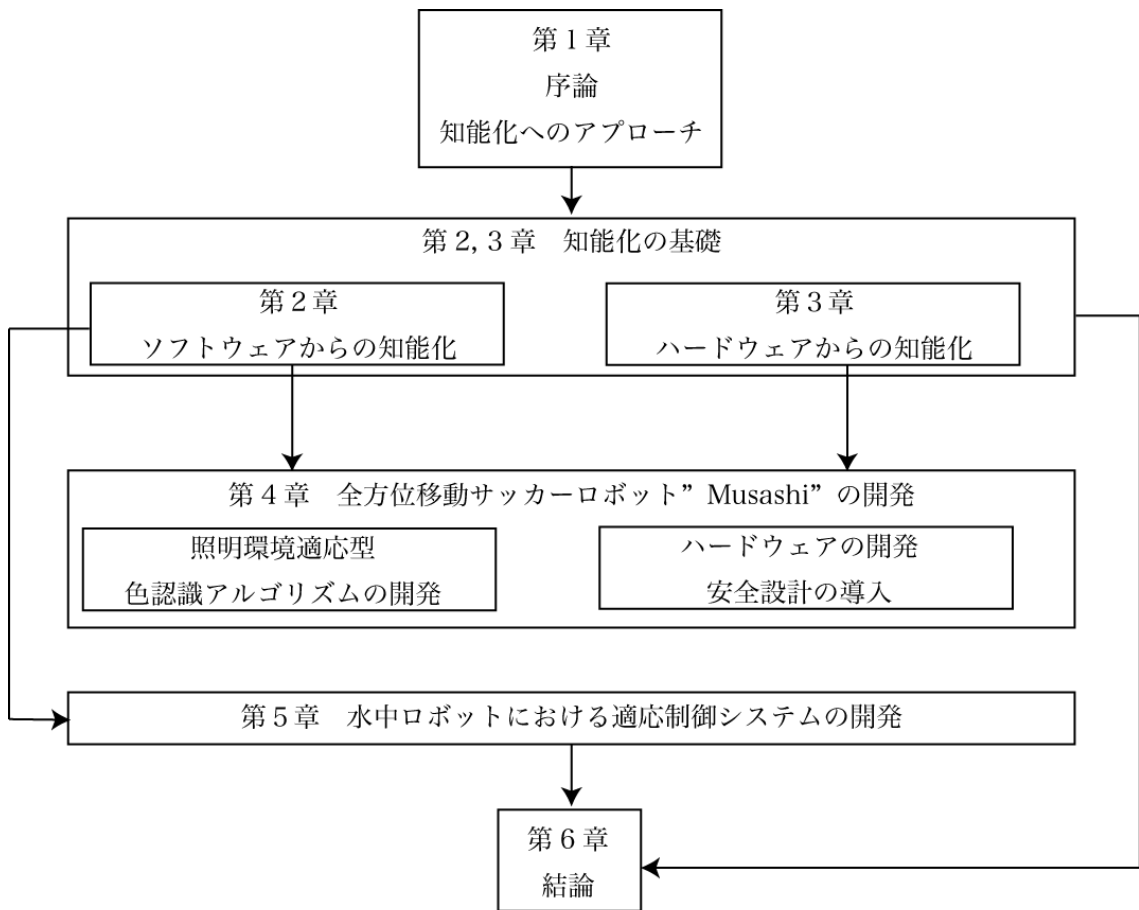 第1章
序論
知能化へのアプローチ
第2, 3章　知能化の基礎
第2章
ソフトウェアからの知能化
第3章
ハードウェアからの知能化
第4章　全方位移動サッカーロボット”Musashi”の開発
照明環境適応型
色認識アルゴリズムの開発
ハードウェアの開発
安全設計の導入
第5章　水中ロボットにおける適応制御システムの開発
第6章
結論